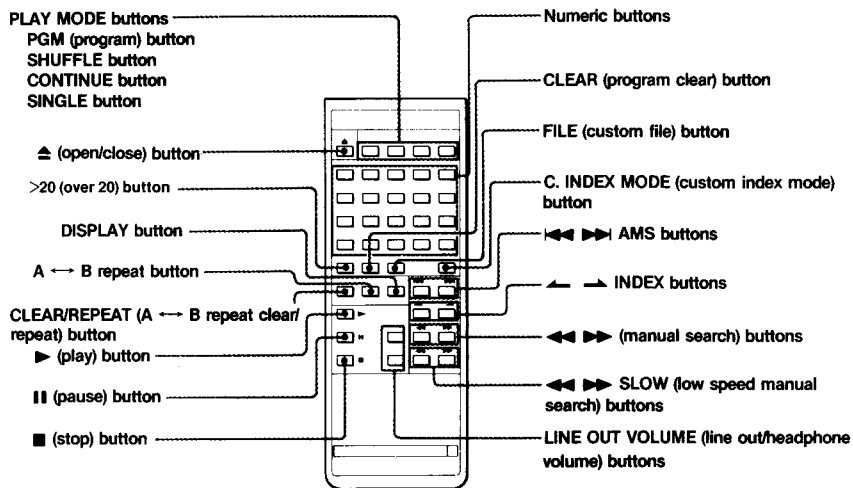 PLAY MODE buttons
PGM (program) button
SHUFFLE button
CONTINUE button
SINGLE button
≜ (open/close) button
>20 (over 20) button
DISPLAY button
A ↔ B repeat button
CLEAR/REPEAT (A ↔ B repeat clear/
repeat) button
▶ (play) button
❚❚ (pause) button
■ (stop) button
Numeric buttons
CLEAR (program clear) button
FILE (custom file) button
C. INDEX MODE (custom index mode)
button
⏮ ⏭ AMS buttons
INDEX buttons
◀◀ ▶▶ (manual search) buttons
◀◀ ▶▶ SLOW (low speed manual
search) buttons
LINE OUT VOLUME (line out/headphone
volume) buttons